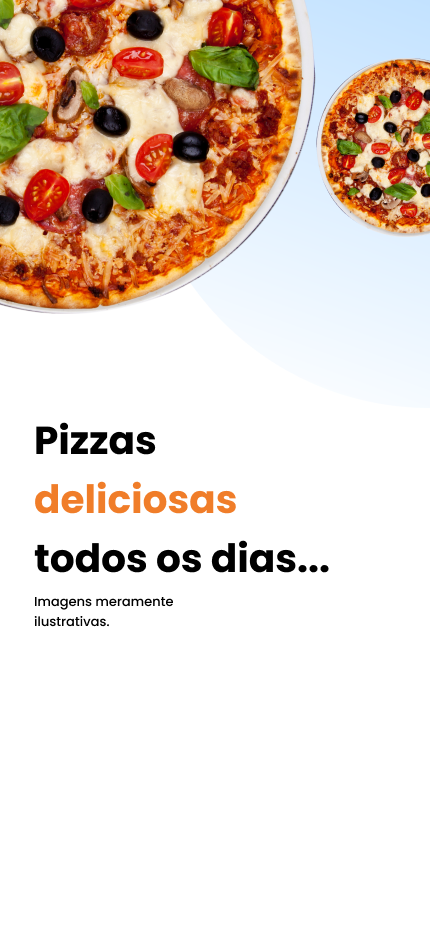 Pizzas
deliciosas
todos os dias...
Imagens meramente
ilustrativas.